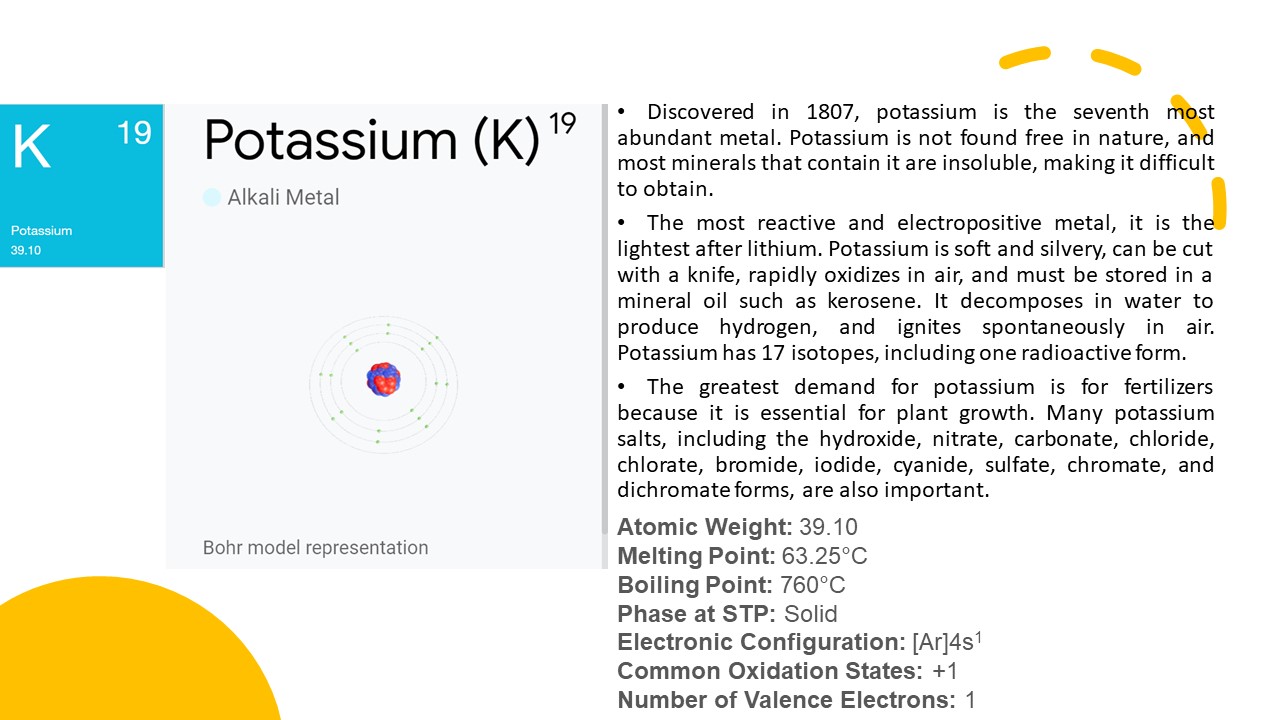 K 19
Potassium
39.10
Potassium (K) 19
Alkali Metal
Bohr model representation
• Discovered in 1807, potassium is the seventh most
abundant metal. Potassium is not found free in nature, and
most minerals that contain it are insoluble, making it difficult
to obtain.
• The most reactive and electropositive metal, it is the
lightest after lithium. Potassium is soft and silvery, can be cut
with a knife, rapidly oxidizes in air, and must be stored in a
mineral oil such as kerosene. It decomposes in water to
produce hydrogen, and ignites spontaneously in air.
Potassium has 17 isotopes, including one radioactive form.
• The greatest demand for potassium is for fertilizers
because it is essential for plant growth. Many potassium
salts, including the hydroxide, nitrate, carbonate, chloride,
chlorate, bromide, iodide, cyanide, sulfate, chromate, and
dichromate forms, are also important.
Atomic Weight: 39.10
Melting Point: 63.25°C
Boiling Point: 760°C
Phase at STP: Solid
Electronic Configuration: [Ar]4s¹
Common Oxidation States: +1
Number of Valence Electrons: 1